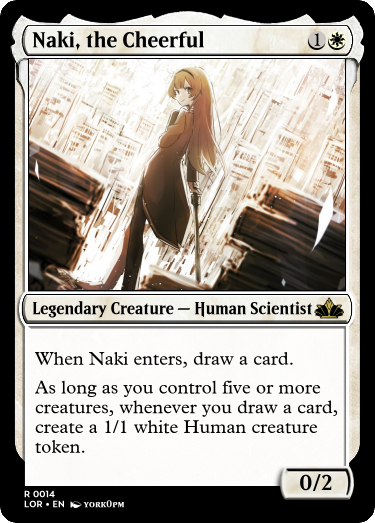 Naki, the Cheerful 1
Legendary Creature — Human Scientist
When Naki enters, draw a card.
As long as you control five or more
creatures, whenever you draw a card,
create a 1/1 white Human creature
token.
0/2
R 0014
LOR • EN YORK0PM